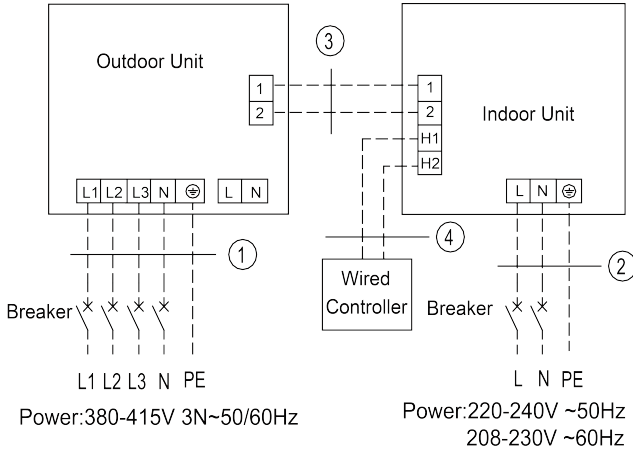 Outdoor Unit
1
2
L1 L2 L3 N
L N
3
Indoor Unit
1
2
H1
H2
L N
1
4
2
Wired
Controller
Breaker
Breaker
L1 L2 L3 N PE
Power:380-415V 3N~50/60Hz
L N PE
Power:220-240V ~50Hz
208-230V ~60Hz